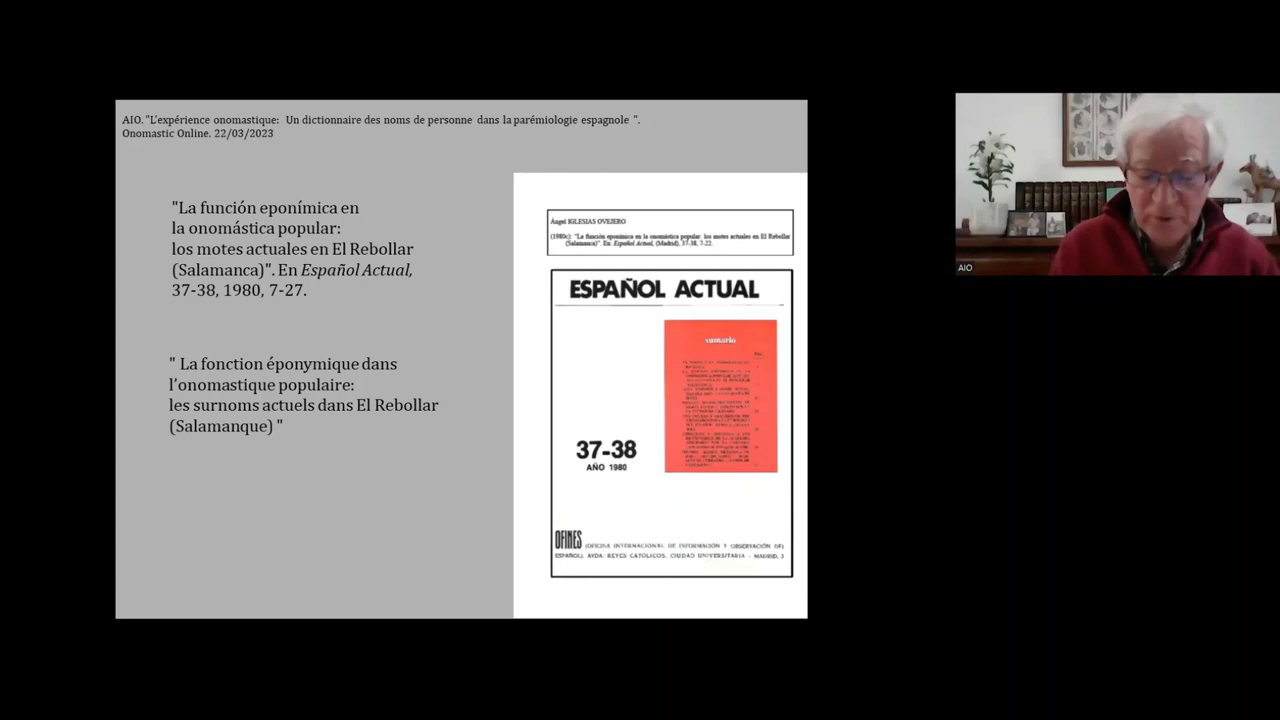 AIO. "L'expérience onomastique: Un dictionnaire des noms de personne dans la parémiologie espagnole ".
Onomastic Online. 22/03/2023
"La función eponímica en
la onomástica popular:
los motes actuales en El Rebollar
(Salamanca)". En Español Actual,
37-38, 1980, 7-27.
" La fonction éponymique dans
l'onomastique populaire:
les surnoms actuels dans El Rebollar
(Salamanque) "
Ángel IGLESIAS OVEJERO
(1980c): "La función eponímica en la onomástica popular: los motes actuales en El Rebollar
(Salamanca)". En: Español Actual, (Madrid), 37-38, 7-22.
ESPAÑOL ACTUAL
sumario
37-38
AÑO 1980
OFINES (OFICINA INTERNACIONAL DE INFORMACIÓN Y OBSERVACIÓN DEL
ESPAÑOL). AVDA. REYES CATÓLICOS, CIUDAD UNIVERSITARIA - MADRID, 3
AIO